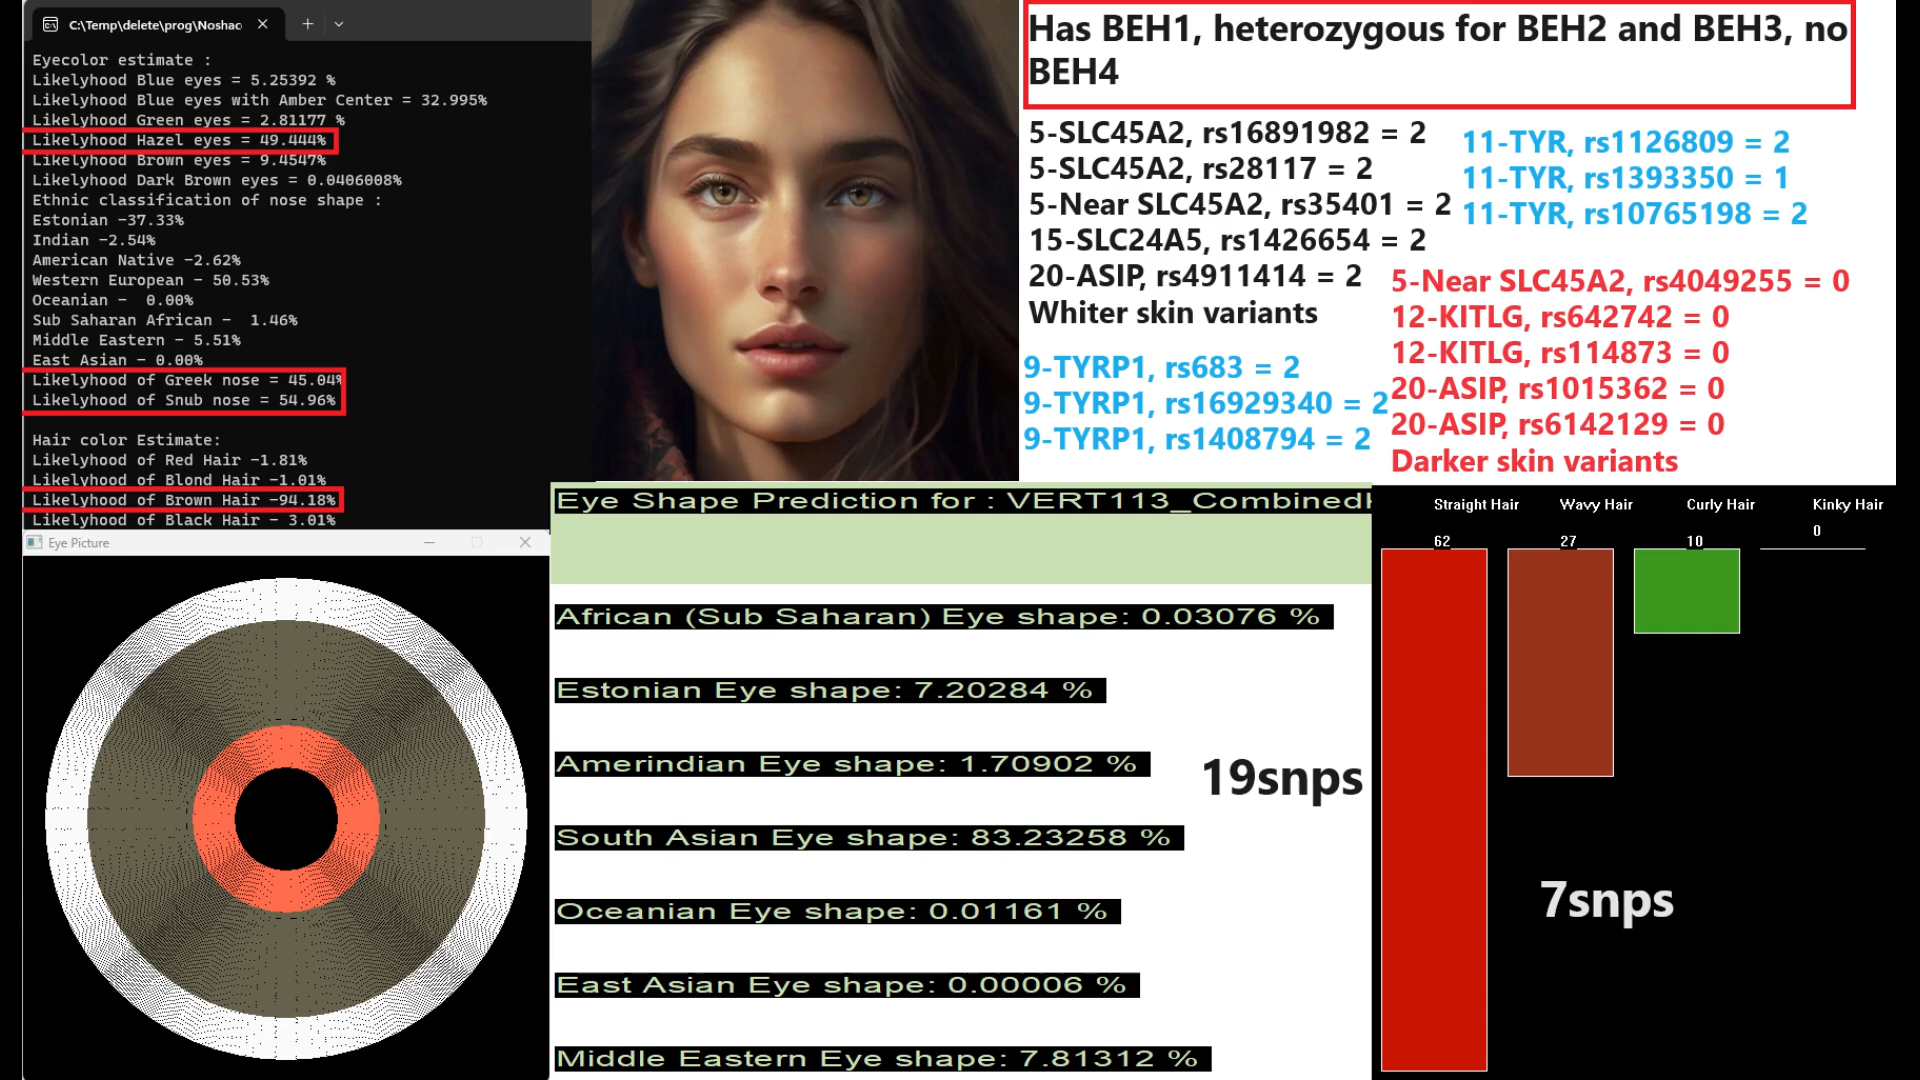 C:\Temp\delete\prog\Noshac
Eyecolor estimate :
Likelyhood Blue eyes = 5.25392 %
Likelyhood Blue eyes with Amber Center = 32.995%
Likelyhood Green eyes = 2.81177 %
Likelyhood Hazel eyes = 49.444%
Likelyhood Brown eyes = 9.4547%
Likelyhood Dark Brown eyes = 0.0406008%
Ethnic classification of nose shape :
Estonian -37.33%
Indian -2.54%
American Native -2.62%
Western European - 50.53%
Oceanian -  0.00%
Sub Saharan African -  1.46%
Middle Eastern - 5.51%
East Asian - 0.00%
Likelyhood of Greek nose = 45.04%
Likelyhood of Snub nose = 54.96%
Hair color Estimate:
Likelyhood of Red Hair -1.81%
Likelyhood of Blond Hair -1.01%
Likelyhood of Brown Hair -94.18%
Likelyhood of Black Hair - 3.01%
Has BEH1, heterozygous for BEH2 and BEH3, no
BEH4
5-SLC45A2, rs16891982 = 2
5-SLC45A2, rs28117 = 2
5-Near SLC45A2, rs35401 = 2
15-SLC24A5, rs1426654 = 2
20-ASIP, rs4911414 = 2
Whiter skin variants
11-TYR, rs1126809 = 2
11-TYR, rs1393350 = 1
11-TYR, rs10765198 = 2
9-TYRP1, rs683 = 2
9-TYRP1, rs16929340 = 2
9-TYRP1, rs1408794 = 2
5-Near SLC45A2, rs4049255 = 0
12-KITLG, rs642742 = 0
12-KITLG, rs114873 = 0
20-ASIP, rs1015362 = 0
20-ASIP, rs6142129 = 0
Darker skin variants
Eye Picture
Eye Shape Prediction for : VERT113_Combined
African (Sub Saharan) Eye shape: 0.03076 %
Estonian Eye shape: 7.20284 %
Amerindian Eye shape: 1.70902 %
South Asian Eye shape: 83.23258 %
Oceanian Eye shape: 0.01161 %
East Asian Eye shape: 0.00006 %
Middle Eastern Eye shape: 7.81312 %
19snps
Straight Hair Wavy Hair Curly Hair Kinky Hair
62 27 10 0
7snps